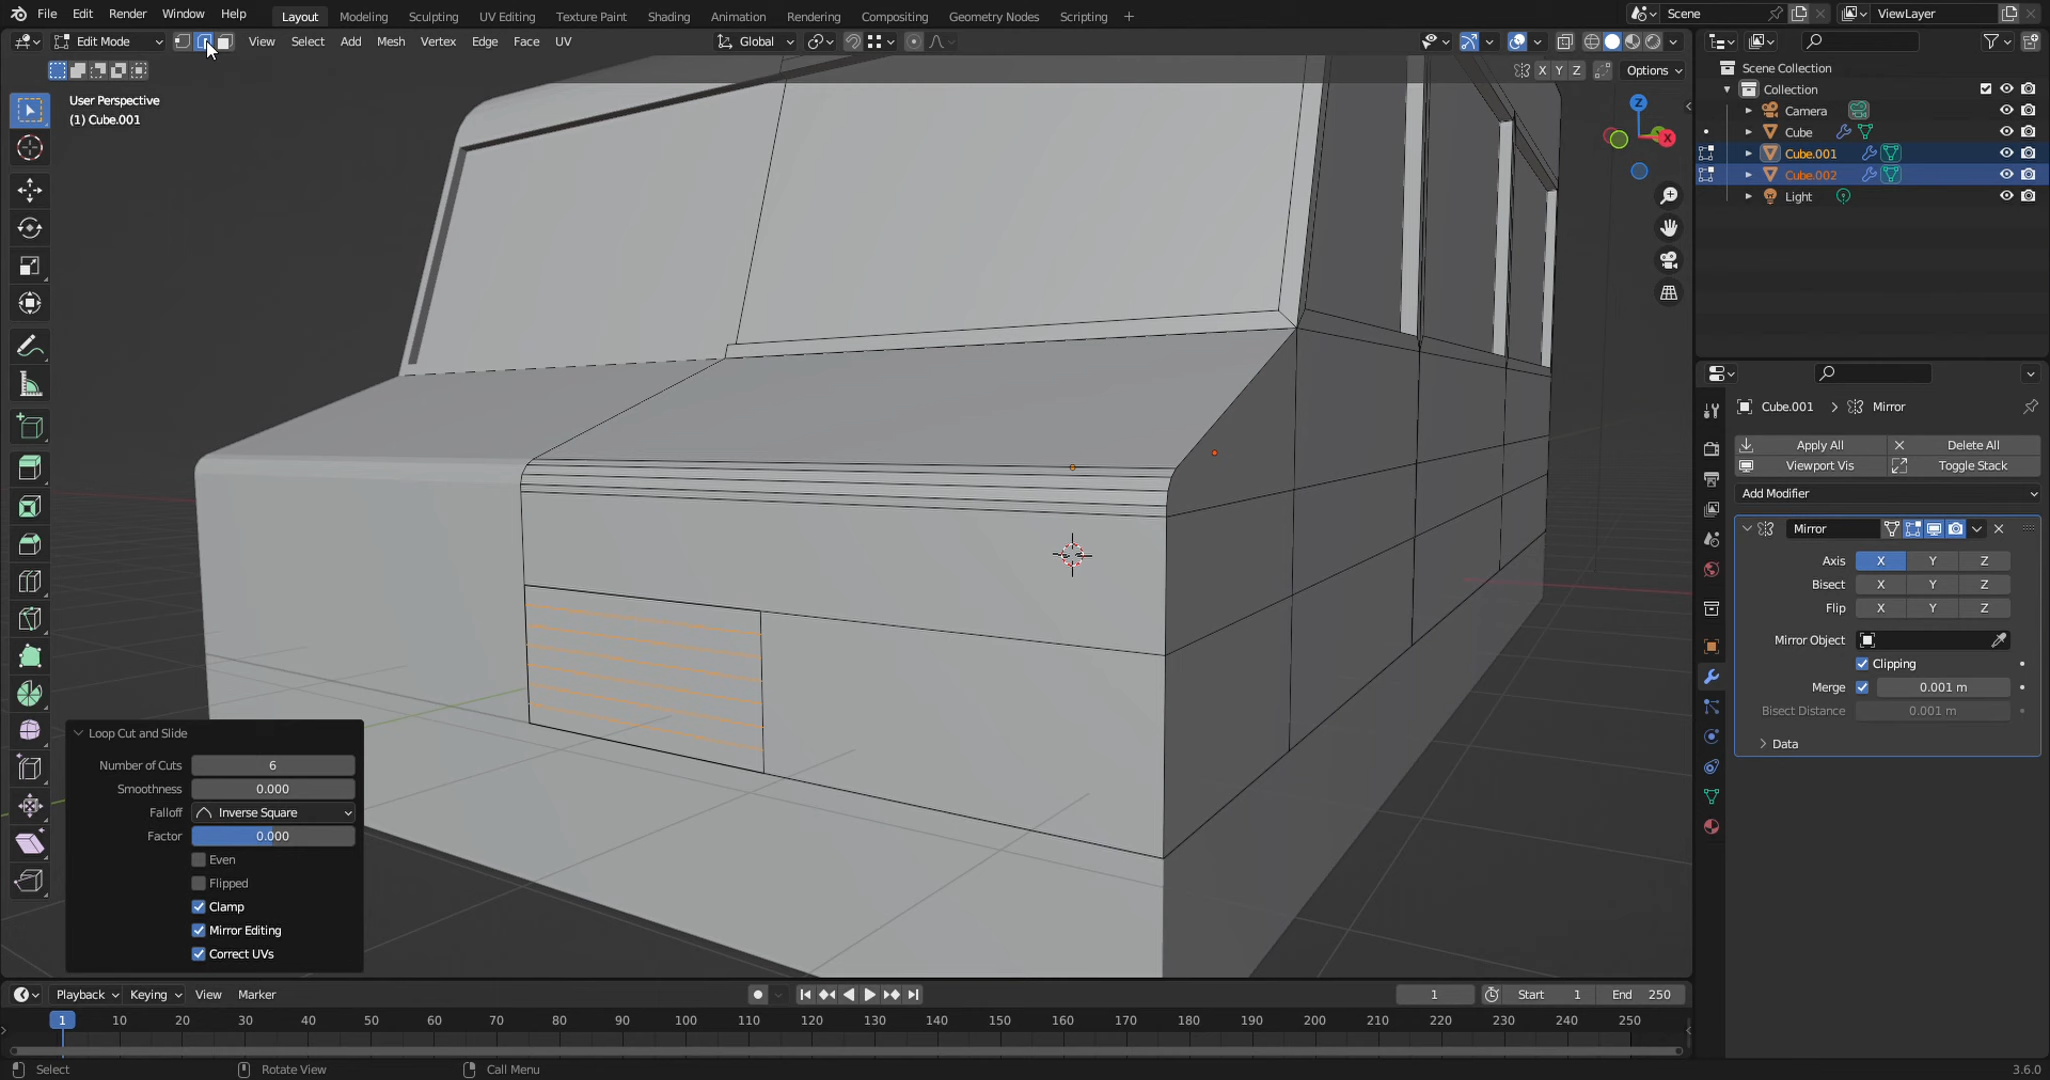 File Edit Render Window Help Layout Modeling Sculpting UV Editing Texture Paint Shading Animation Rendering Compositing Geometry Nodes Scripting + Scene ViewLayer
Edit Mode View Select Add Mesh Vertex Edge Face UV Global
X Y Z Options
User Perspective
(1) Cube.001
Z
X
Scene Collection
Collection
Camera
Cube
Cube.001
Cube.002
Light
Cube.001 > Mirror
Apply All Delete All
Viewport Vis Toggle Stack
Add Modifier
Mirror
Axis X Y Z
Bisect X Y Z
Flip X Y Z
Mirror Object
Clipping
Merge 0.001 m
Bisect Distance 0.001 m
Data
Loop Cut and Slide
Number of Cuts 6
Smoothness 0.000
Falloff Inverse Square
Factor 0.000
Even
Flipped
Clamp
Mirror Editing
Correct UVs
Playback Keying View Marker 1 Start 1 End 250
1 10 20 30 40 50 60 70 80 90 100 110 120 130 140 150 160 170 180 190 200 210 220 230 240 250
Select Rotate View Call Menu 3.6.0